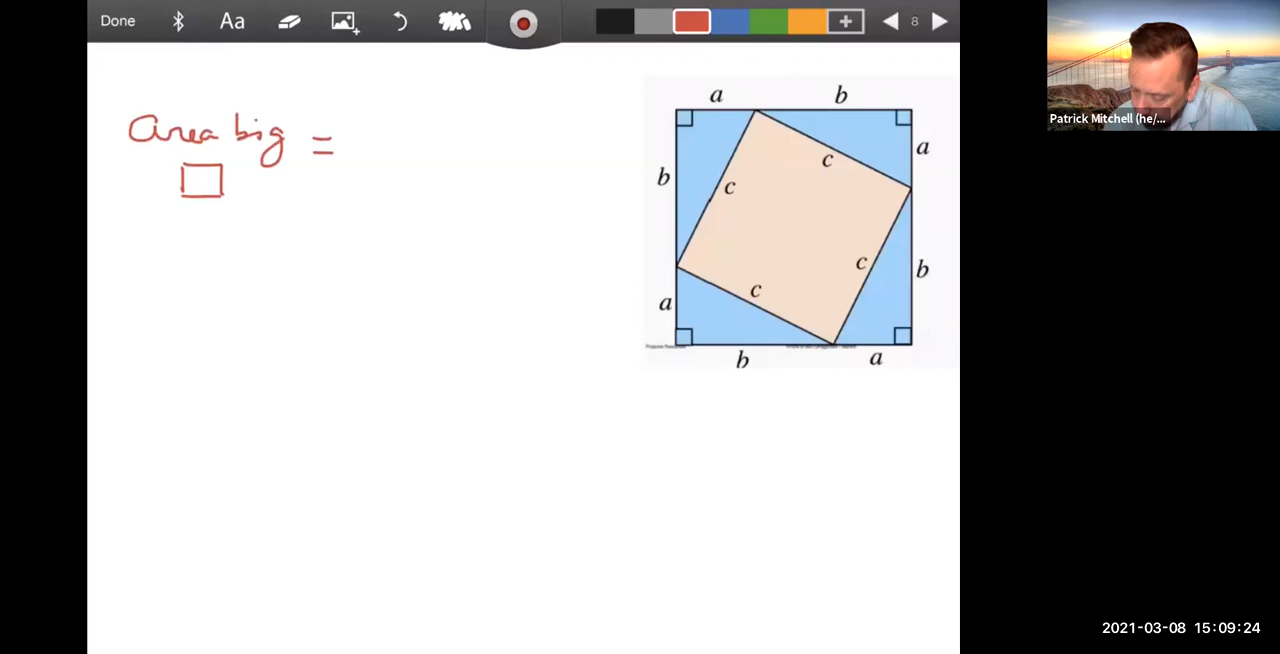 Done Aa 8
Area big =
a b
b c c a
a c c b
b a
Patrick Mitchell (he/...
2021-03-08 15:09:24